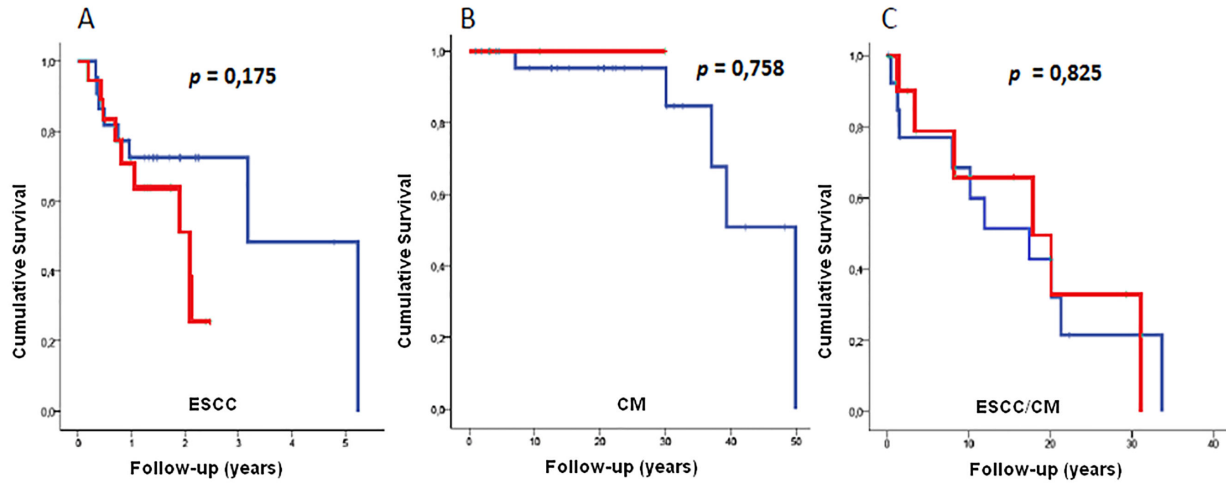 A
p = 0,175
1,0
0,8
0,6
0,4
0,2
0,0
Cumulative Survival
ESCC
0 1 2 3 4 5
Follow-up (years)
B
p = 0,758
1,0
0,8
0,6
0,4
0,2
0,0
Cumulative Survival
CM
0 10 20 30 40 50
Follow-up (years)
C
p = 0,825
1,0
0,8
0,6
0,4
0,2
0,0
Cumulative Survival
ESCC/CM
0 10 20 30 40
Follow-up (years)